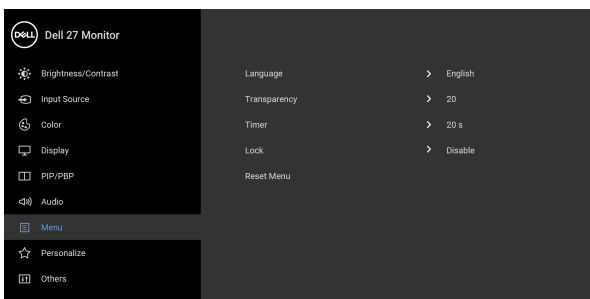 DELL Dell 27 Monitor
Brightness/Contrast
Input Source
Color
Display
PIP/PBP
Audio
Menu
Personalize
Others
Language > English
Transparency > 20
Timer > 20 s
Lock > Disable
Reset Menu